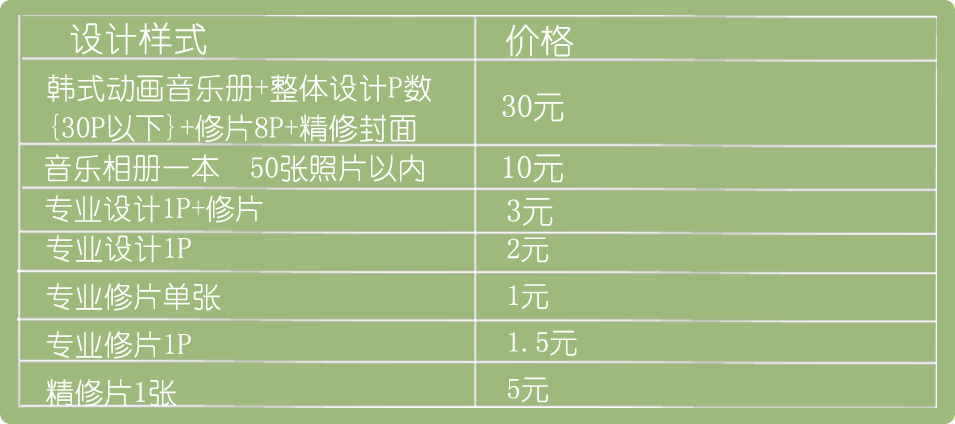 设计样式 价格
韩式动画音乐册+整体设计P数
{30P以下}+修片8P+精修封面 30元
音乐相册一本 50张照片以内 10元
专业设计1P+修片 3元
专业设计1P 2元
专业修片单张 1元
专业修片1P 1.5元
精修片1张 5元